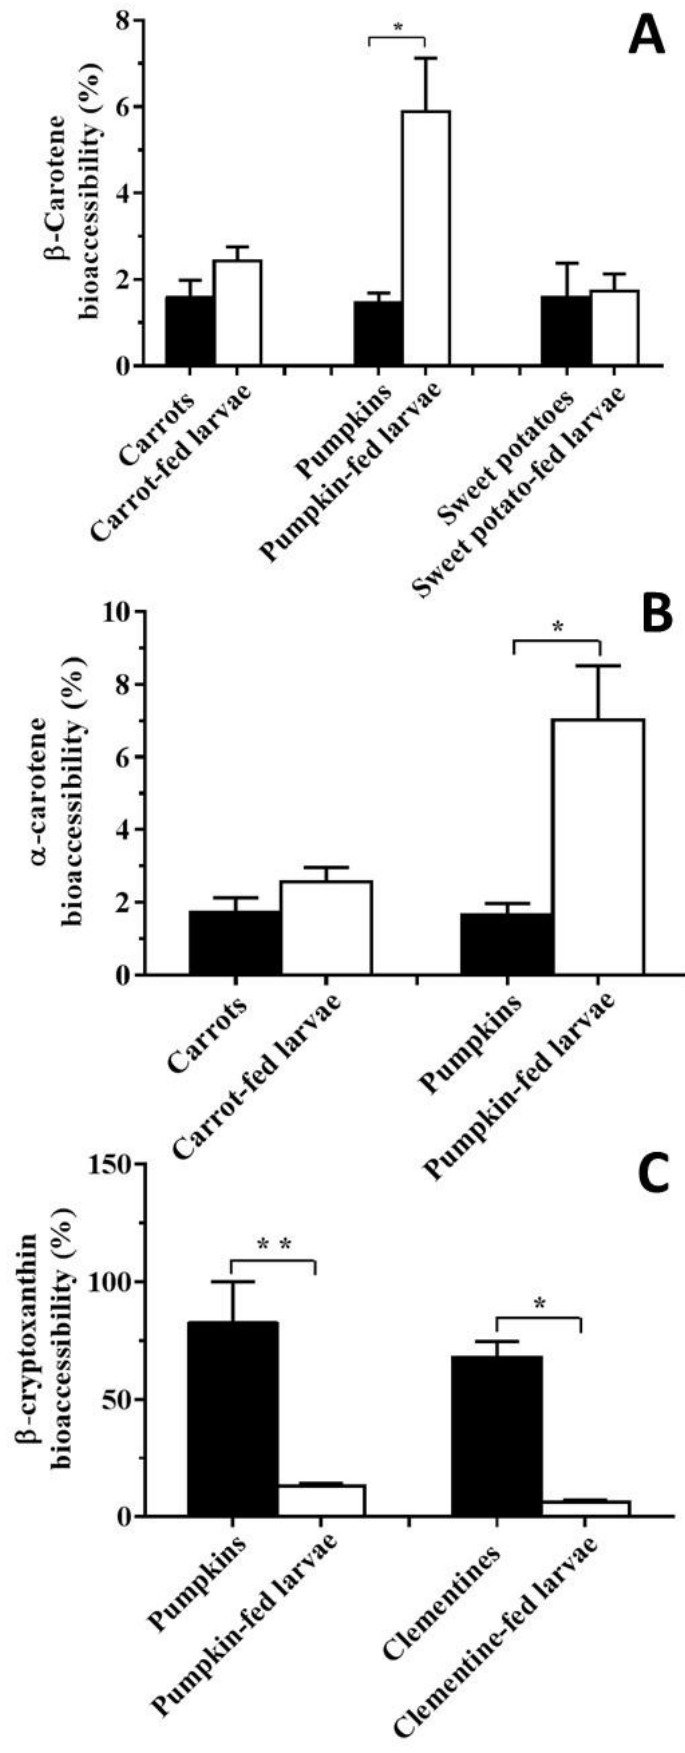 A
β-Carotene
bioaccessibility (%)
8
6
4
2
0
*
Carrots
Carrot-fed larvae
Pumpkins
Pumpkin-fed larvae
Sweet potatoes
Sweet potato-fed larvae
B
α-carotene
bioaccessibility (%)
10
8
6
4
2
0
*
Carrots
Carrot-fed larvae
Pumpkins
Pumpkin-fed larvae
C
β-cryptoxanthin
bioaccessibility (%)
150
100
50
0
* *
*
Pumpkins
Pumpkin-fed larvae
Clementines
Clementine-fed larvae